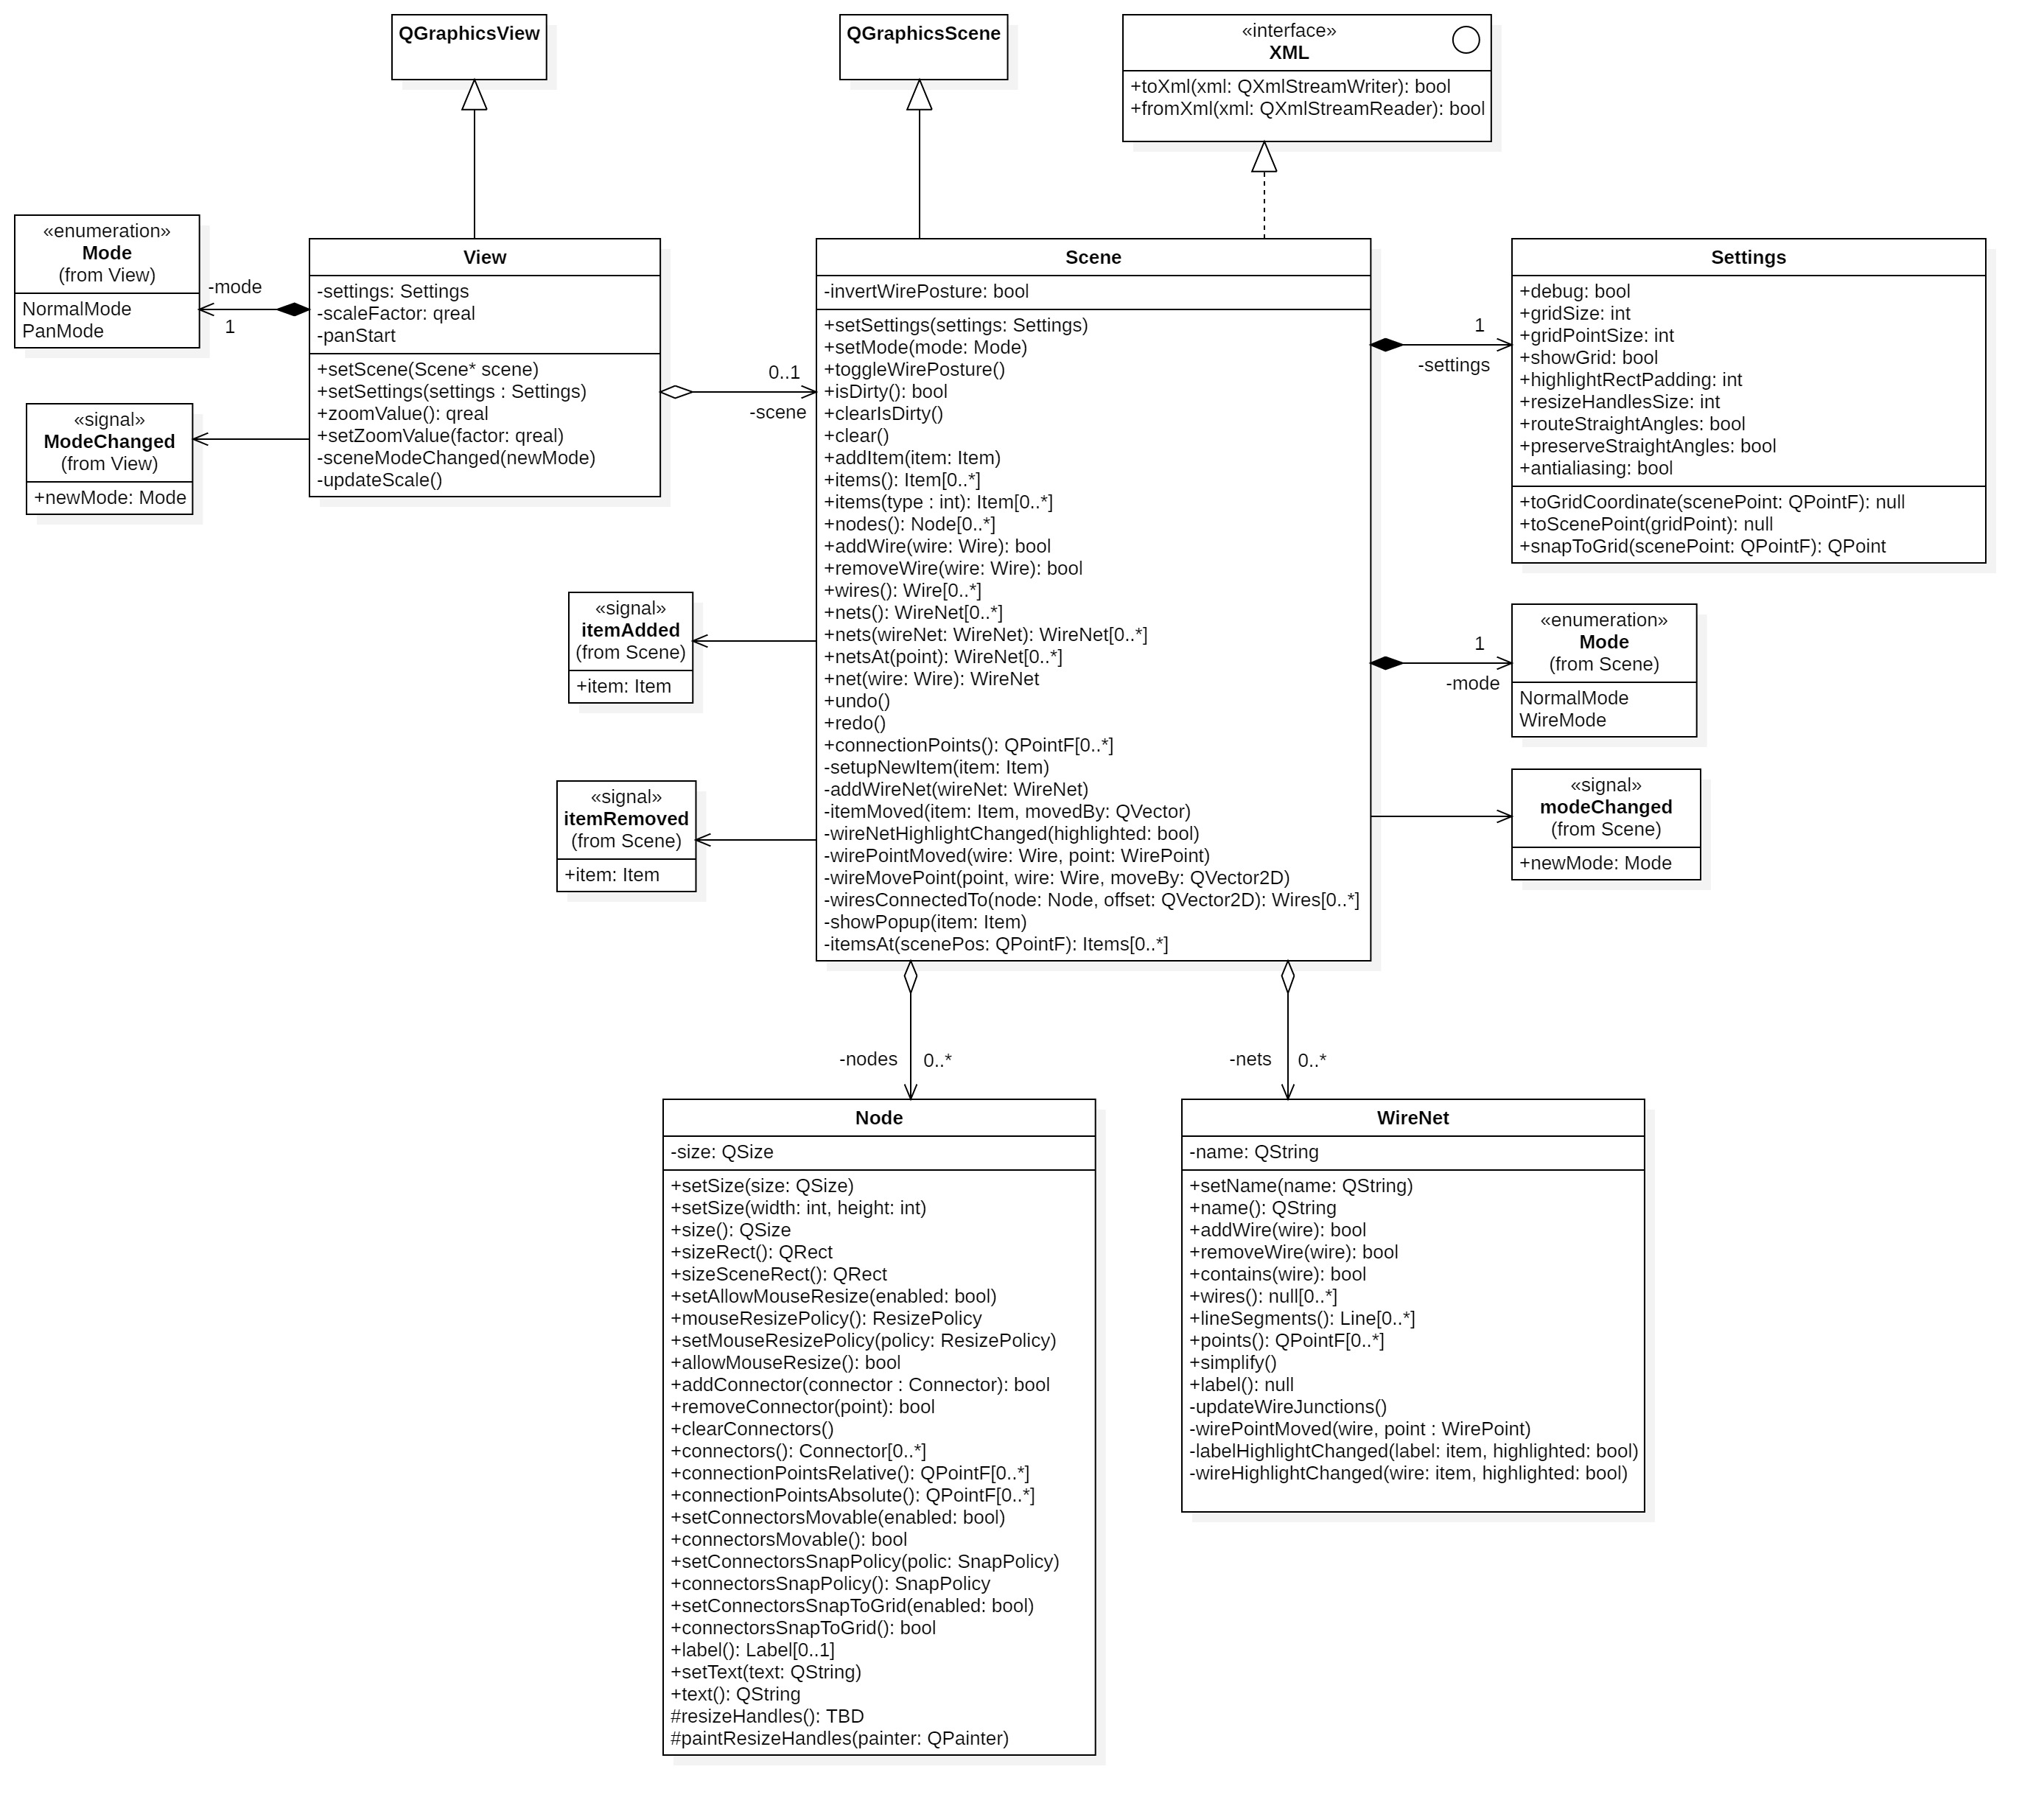 QGraphicsView
QGraphicsScene
«interface»
XML
+toXml(xml: QXmlStreamWriter): bool
+fromXml(xml: QXmlStreamReader): bool
«enumeration»
Mode
(from View)
NormalMode
PanMode
-mode
1
«signal»
ModeChanged
(from View)
+newMode: Mode
View
-settings: Settings
-scaleFactor: qreal
-panStart
+setScene(Scene* scene)
+setSettings(settings : Settings)
+zoomValue(): qreal
+setZoomValue(factor: qreal)
-sceneModeChanged(newMode)
-updateScale()
0..1
-scene
«signal»
itemAdded
(from Scene)
+item: Item
«signal»
itemRemoved
(from Scene)
+item: Item
Scene
-invertWirePosture: bool
+setSettings(settings: Settings)
+setMode(mode: Mode)
+toggleWirePosture()
+isDirty(): bool
+clearIsDirty()
+clear()
+addItem(item: Item)
+items(): Item[0..*]
+items(type : int): Item[0..*]
+nodes(): Node[0..*]
+addWire(wire: Wire): bool
+removeWire(wire: Wire): bool
+wires(): Wire[0..*]
+nets(): WireNet[0..*]
+nets(wireNet: WireNet): WireNet[0..*]
+netsAt(point): WireNet[0..*]
+net(wire: Wire): WireNet
+undo()
+redo()
+connectionPoints(): QPointF[0..*]
-setupNewItem(item: Item)
-addWireNet(wireNet: WireNet)
-itemMoved(item: Item, movedBy: QVector)
-wireNetHighlightChanged(highlighted: bool)
-wirePointMoved(wire: Wire, point: WirePoint)
-wireMovePoint(point, wire: Wire, moveBy: QVector2D)
-wiresConnectedTo(node: Node, offset: QVector2D): Wires[0..*]
-showPopup(item: Item)
-itemsAt(scenePos: QPointF): Items[0..*]
1
-settings
Settings
+debug: bool
+gridSize: int
+gridPointSize: int
+showGrid: bool
+highlightRectPadding: int
+resizeHandlesSize: int
+routeStraightAngles: bool
+preserveStraightAngles: bool
+antialiasing: bool
+toGridCoordinate(scenePoint: QPointF): null
+toScenePoint(gridPoint): null
+snapToGrid(scenePoint: QPointF): QPoint
1
-mode
«enumeration»
Mode
(from Scene)
NormalMode
WireMode
«signal»
modeChanged
(from Scene)
+newMode: Mode
-nodes
0..*
-nets
0..*
Node
-size: QSize
+setSize(size: QSize)
+setSize(width: int, height: int)
+size(): QSize
+sizeRect(): QRect
+sizeSceneRect(): QRect
+setAllowMouseResize(enabled: bool)
+mouseResizePolicy(): ResizePolicy
+setMouseResizePolicy(policy: ResizePolicy)
+allowMouseResize(): bool
+addConnector(connector : Connector): bool
+removeConnector(point): bool
+clearConnectors()
+connectors(): Connector[0..*]
+connectionPointsRelative(): QPointF[0..*]
+connectionPointsAbsolute(): QPointF[0..*]
+setConnectorsMovable(enabled: bool)
+connectorsMovable(): bool
+setConnectorsSnapPolicy(polic: SnapPolicy)
+connectorsSnapPolicy(): SnapPolicy
+setConnectorsSnapToGrid(enabled: bool)
+connectorsSnapToGrid(): bool
+label(): Label[0..1]
+setText(text: QString)
+text(): QString
#resizeHandles(): TBD
#paintResizeHandles(painter: QPainter)
WireNet
-name: QString
+setName(name: QString)
+name(): QString
+addWire(wire): bool
+removeWire(wire): bool
+contains(wire): bool
+wires(): null[0..*]
+lineSegments(): Line[0..*]
+points(): QPointF[0..*]
+simplify()
+label(): null
-updateWireJunctions()
-wirePointMoved(wire, point : WirePoint)
-labelHighlightChanged(label: item, highlighted: bool)
-wireHighlightChanged(wire: item, highlighted: bool)